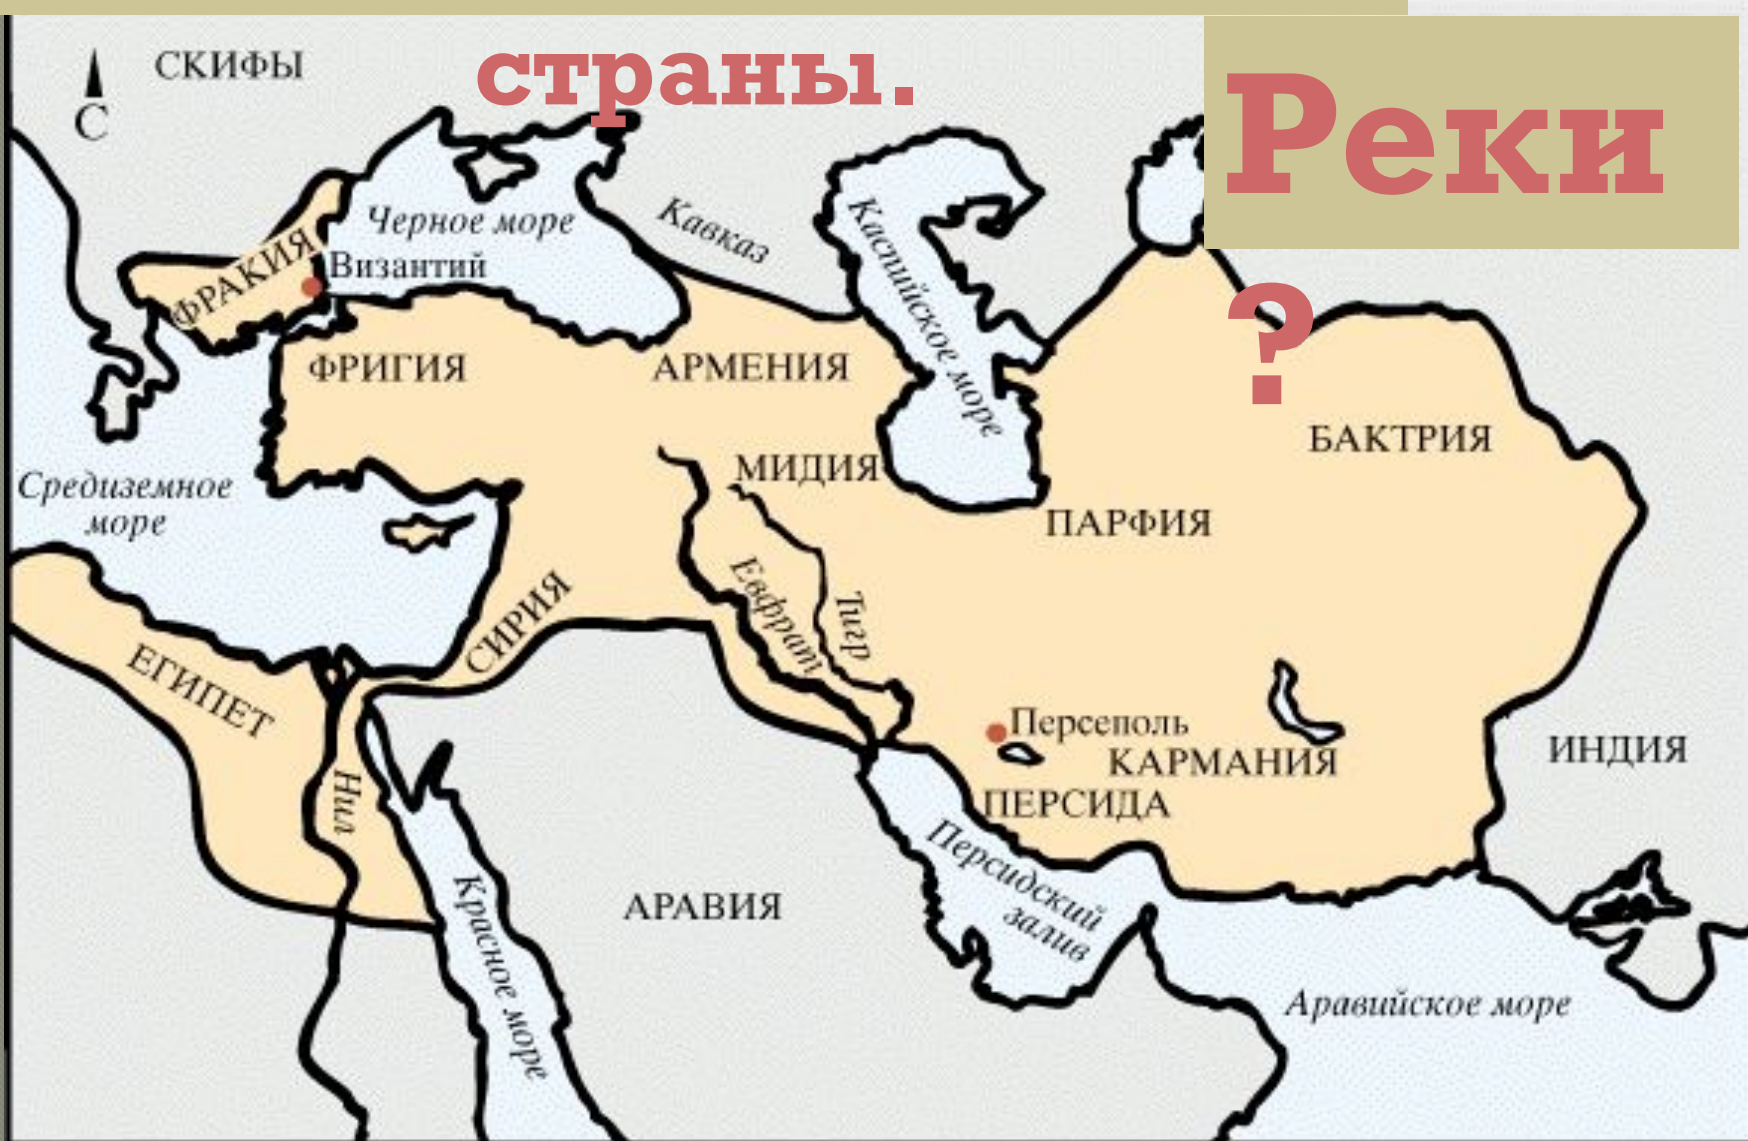 страны.
Реки
?
С
СКИФЫ
Черное море
Кавказ
Каспийское море
ФРАКИЯ
Византий
ФРИГИЯ
АРМЕНИЯ
БАКТРИЯ
МИДИЯ
Средиземное
море
ПАРФИЯ
СИРИЯ
Евфрат
Тигр
ЕГИПЕТ
Нил
Персеполь
КАРМАНИЯ
ПЕРСИДА
ИНДИЯ
Персидский
залив
АРАВИЯ
Красное море
Аравийское море